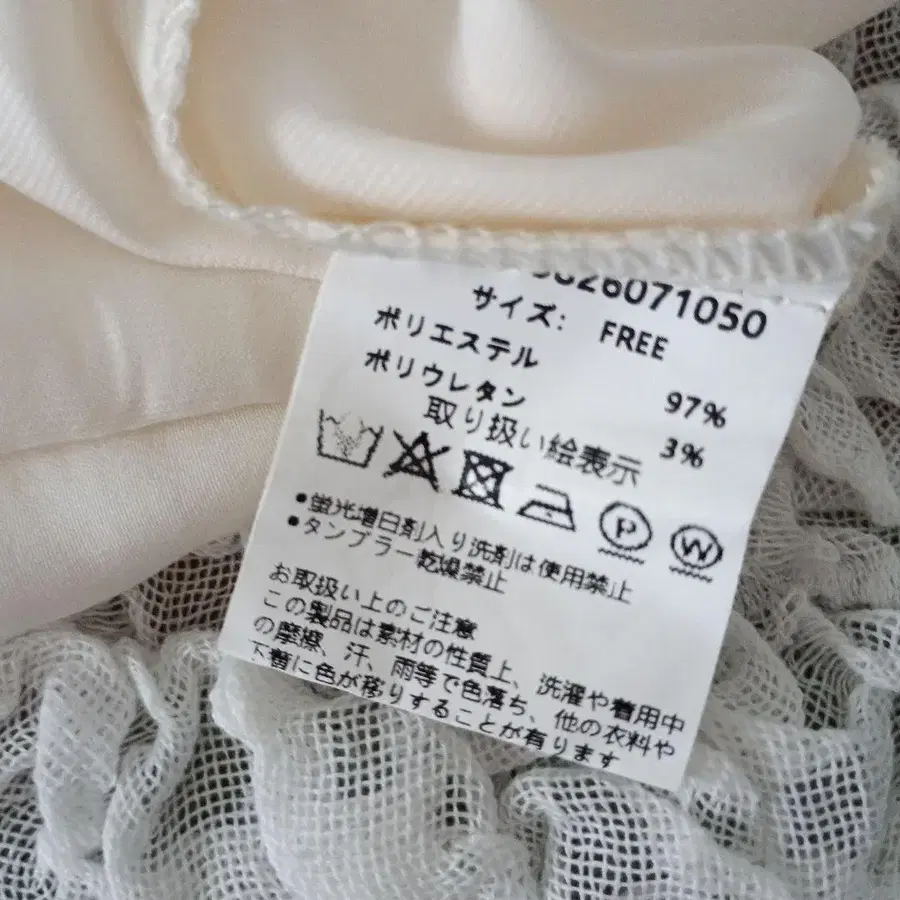 26071050
サイズ: FREE
ポリエステル 97%
ポリウレタン 3%
取り扱い絵表示
P W
•蛍光増白剤入り洗剤は使用禁止
•タンブラー乾燥禁止
お取扱い上のご注意
この製品は素材の性質上、洗濯や着用中
の摩擦、汗、雨等で色落ち、他の衣料や
下着に色が移りすることが有ります